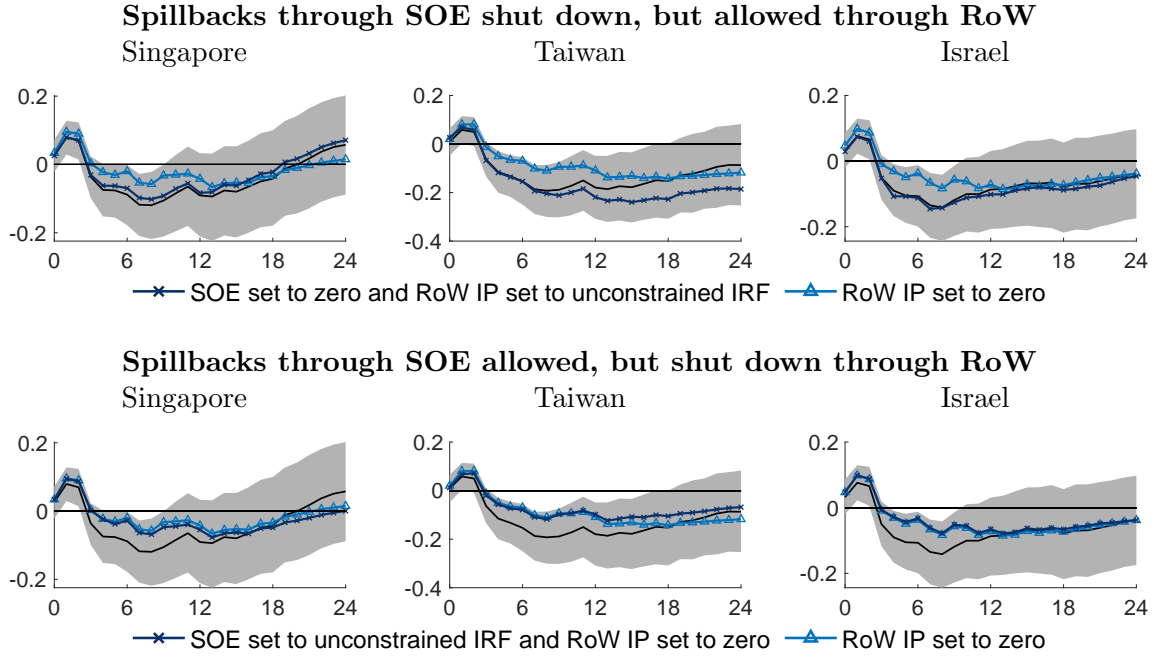 Spillbacks through SOE shut down, but allowed through RoW
Singapore Taiwan Israel
0.2 0.2 0.2
0 0 0
-0.2 -0.2 -0.2
-0.4
0 6 12 18 24 0 6 12 18 24 0 6 12 18 24
SOE set to zero and RoW IP set to unconstrained IRF RoW IP set to zero
Spillbacks through SOE allowed, but shut down through RoW
Singapore Taiwan Israel
0.2 0.2 0.2
0 0 0
-0.2 -0.2 -0.2
-0.4
0 6 12 18 24 0 6 12 18 24 0 6 12 18 24
SOE set to unconstrained IRF and RoW IP set to zero RoW IP set to zero